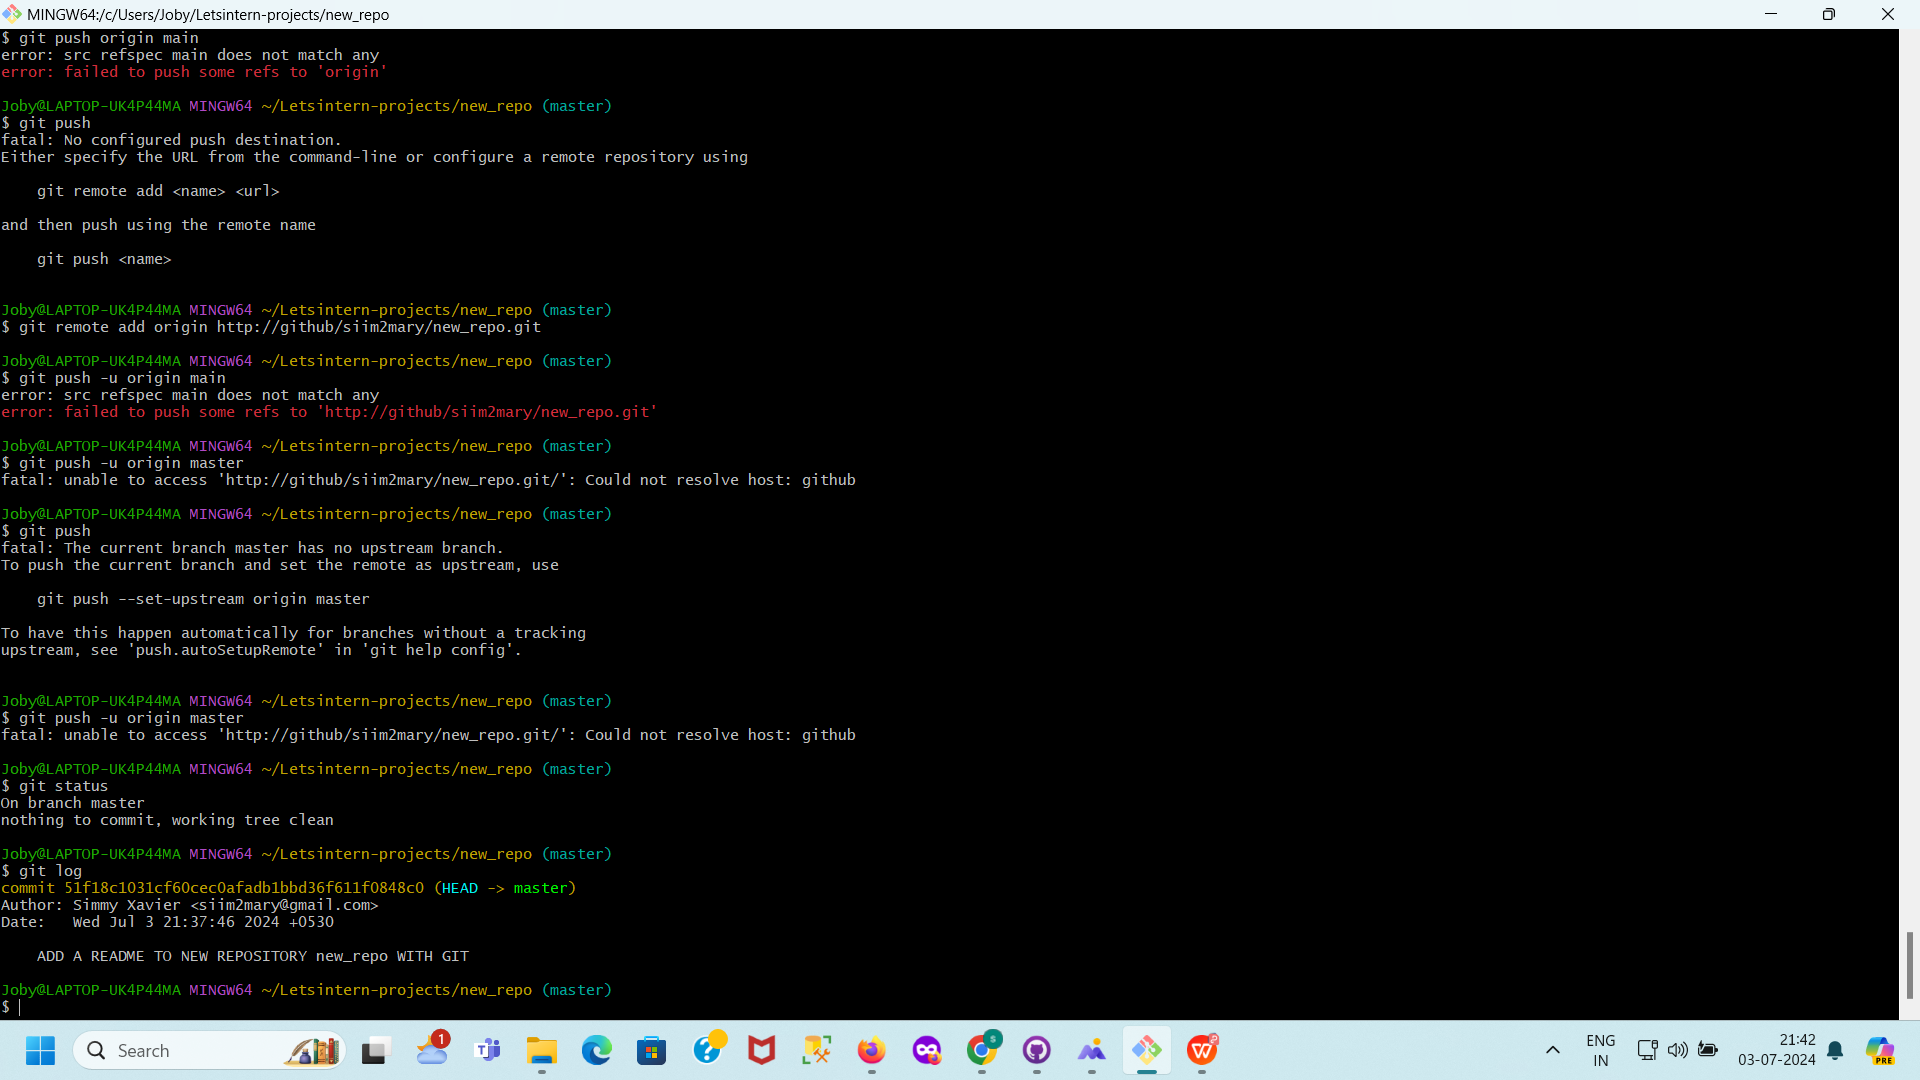 MINGW64:/c/Users/Joby/Letsintern-projects/new_repo
$ git push origin main
error: src refspec main does not match any
error: failed to push some refs to 'origin'
Joby@LAPTOP-UK4P44MA MINGW64 ~/Letsintern-projects/new_repo (master)
$ git push
fatal: No configured push destination.
Either specify the URL from the command-line or configure a remote repository using
    git remote add <name> <url>
and then push using the remote name
    git push <name>
Joby@LAPTOP-UK4P44MA MINGW64 ~/Letsintern-projects/new_repo (master)
$ git remote add origin http://github/siim2mary/new_repo.git
Joby@LAPTOP-UK4P44MA MINGW64 ~/Letsintern-projects/new_repo (master)
$ git push -u origin main
error: src refspec main does not match any
error: failed to push some refs to 'http://github/siim2mary/new_repo.git'
Joby@LAPTOP-UK4P44MA MINGW64 ~/Letsintern-projects/new_repo (master)
$ git push -u origin master
fatal: unable to access 'http://github/siim2mary/new_repo.git/': Could not resolve host: github
Joby@LAPTOP-UK4P44MA MINGW64 ~/Letsintern-projects/new_repo (master)
$ git push
fatal: The current branch master has no upstream branch.
To push the current branch and set the remote as upstream, use
    git push --set-upstream origin master
To have this happen automatically for branches without a tracking
upstream, see 'push.autoSetupRemote' in 'git help config'.
Joby@LAPTOP-UK4P44MA MINGW64 ~/Letsintern-projects/new_repo (master)
$ git push -u origin master
fatal: unable to access 'http://github/siim2mary/new_repo.git/': Could not resolve host: github
Joby@LAPTOP-UK4P44MA MINGW64 ~/Letsintern-projects/new_repo (master)
$ git status
On branch master
nothing to commit, working tree clean
Joby@LAPTOP-UK4P44MA MINGW64 ~/Letsintern-projects/new_repo (master)
$ git log
commit 51f18c1031cf60cec0afadb1bbd36f611f0848c0 (HEAD -> master)
Author: Simmy Xavier <siim2mary@gmail.com>
Date:   Wed Jul 3 21:37:46 2024 +0530
    ADD A README TO NEW REPOSITORY new_repo WITH GIT
Joby@LAPTOP-UK4P44MA MINGW64 ~/Letsintern-projects/new_repo (master)
$
Search
1
S
ENG
IN
21:42
03-07-2024
PRE